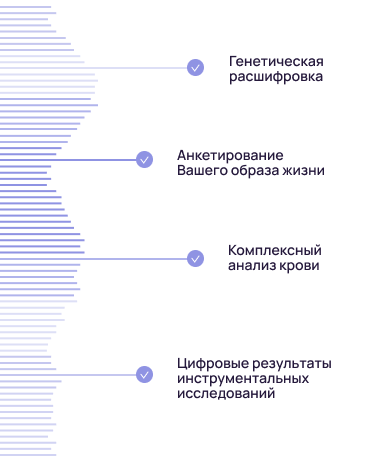 Генетическая
расшифровка
Анкетирование
Вашего образа жизни
Комплексный
анализ крови
Цифровые результаты
инструментальных
исследований